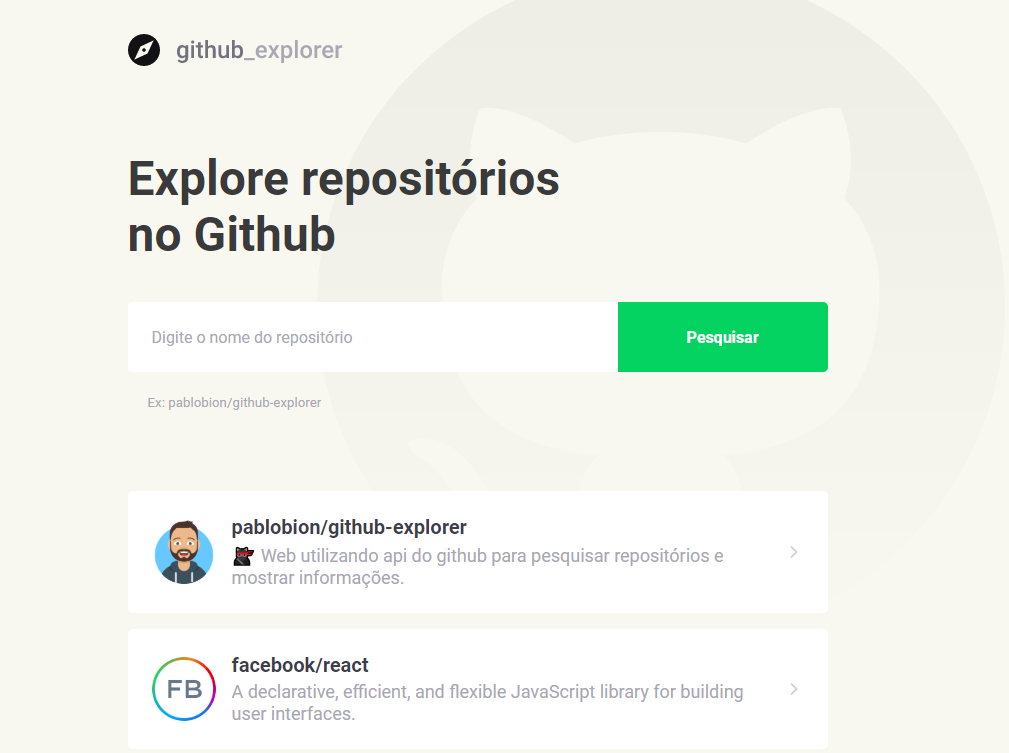 github_explorer
Explore repositórios
no Github
Digite o nome do repositório
Pesquisar
Ex: pablobion/github-explorer
pablobion/github-explorer
Web utilizando api do github para pesquisar repositórios e
mostrar informações.
FB
facebook/react
A declarative, efficient, and flexible JavaScript library for building
user interfaces.